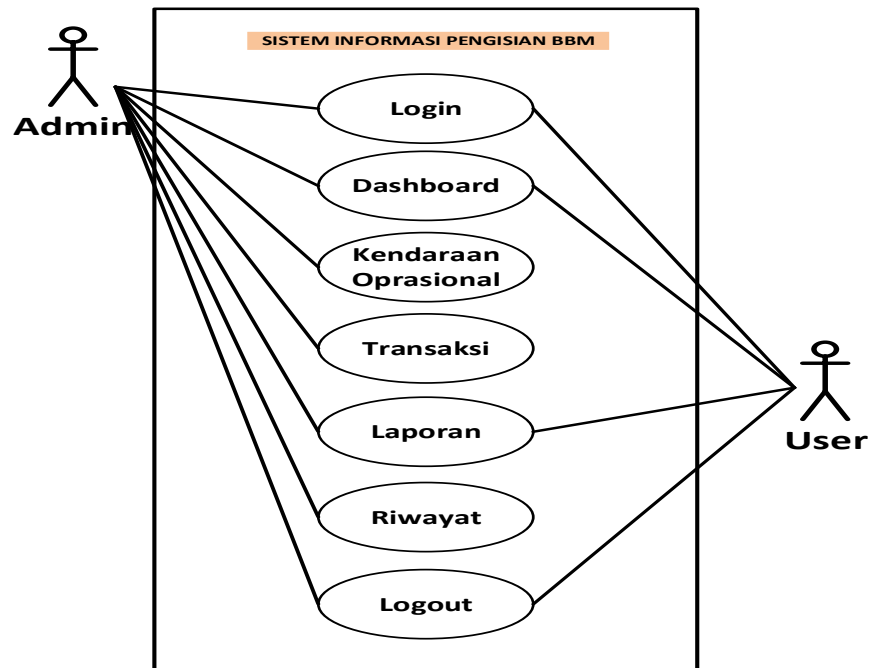 SISTEM INFORMASI PENGISIAN BBM
Admin
Login
Dashboard
Kendaraan
Oprasional
Transaksi
Laporan
Riwayat
Logout
User